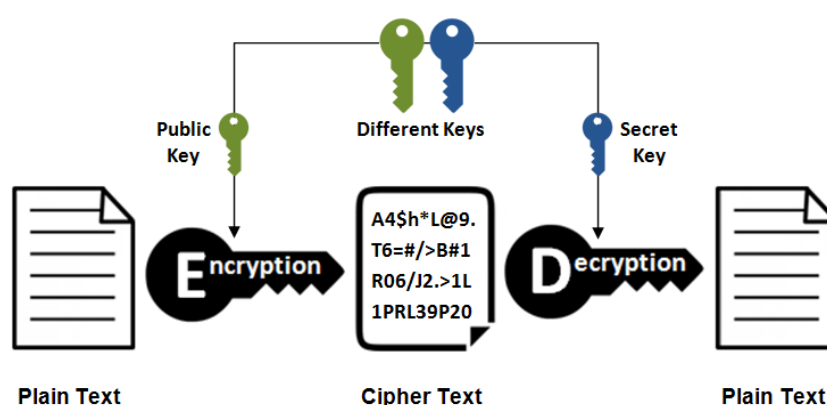 Public
Key
Different Keys
Secret
Key
Encryption
A4$h*L@9.
T6=#/>B#1
R06/J2.>1L
1PRL39P20
Decryption
Plain Text
Cipher Text
Plain Text